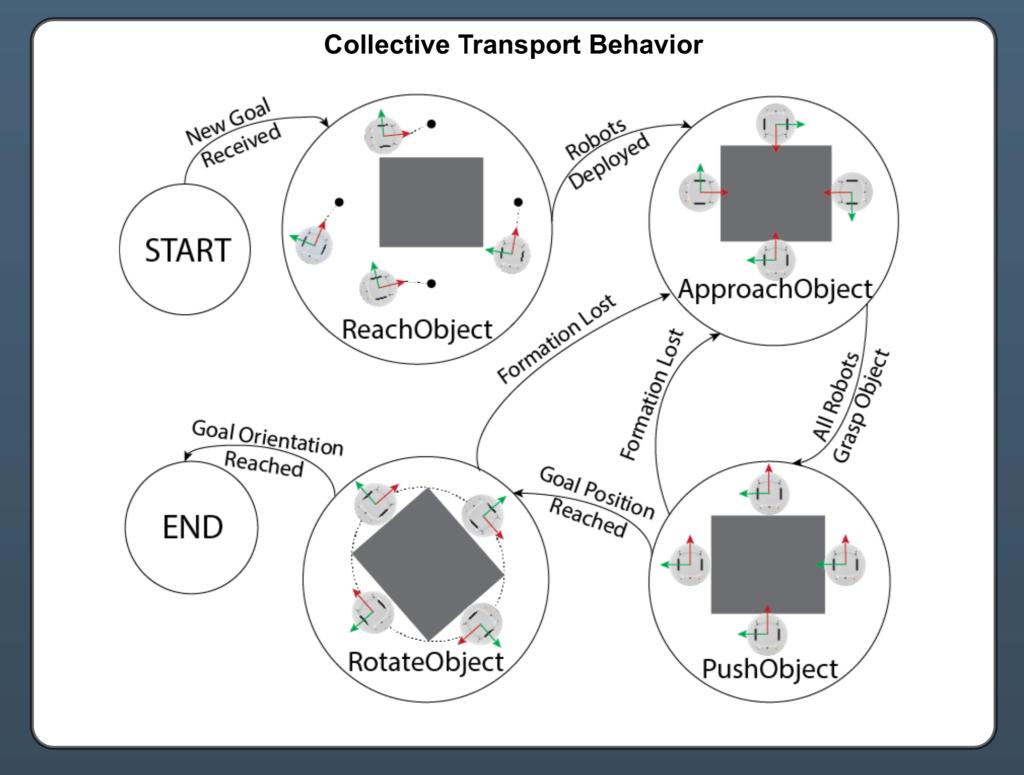 Collective Transport Behavior
New Goal
Received
START
ReachObject
Robots
Deployed
ApproachObject
Formation Lost
Formation Lost
All Robots
Grasp Object
Goal Orientation
Reached
END
RotateObject
Goal Position
Reached
PushObject